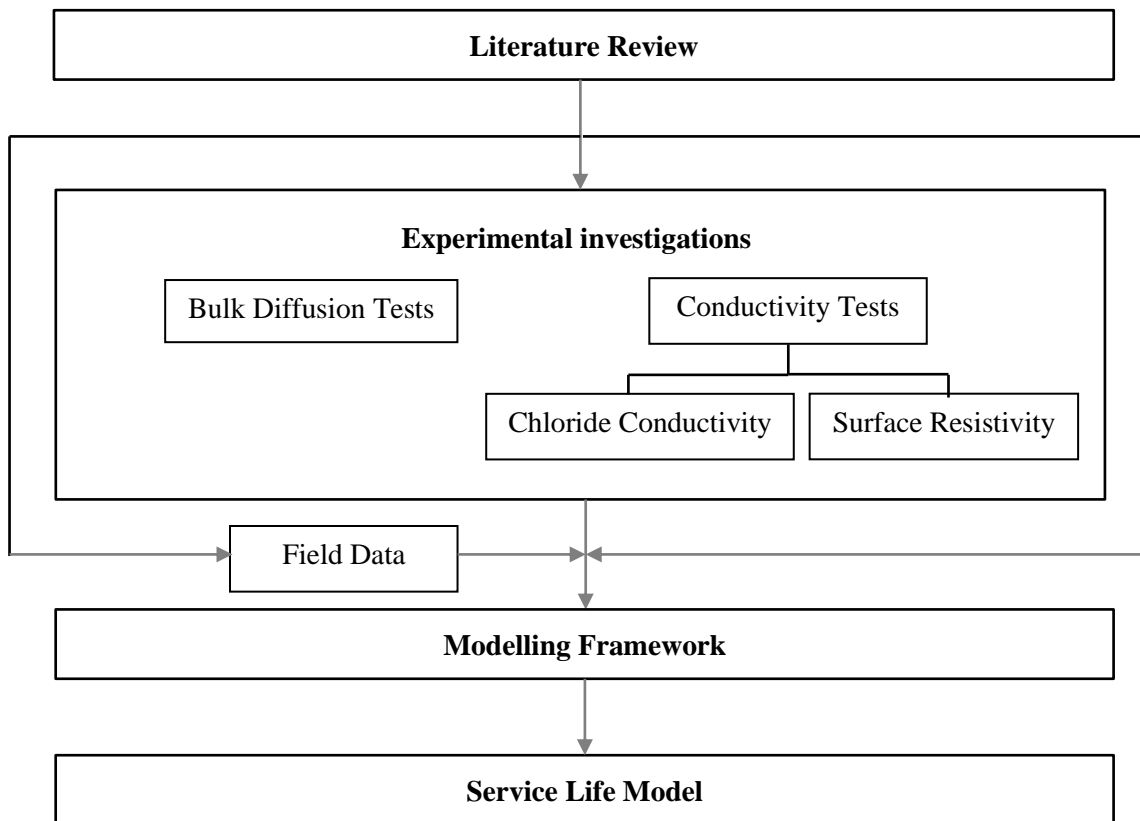 Literature Review
Experimental investigations
Bulk Diffusion Tests
Conductivity Tests
Chloride Conductivity
Surface Resistivity
Field Data
Modelling Framework
Service Life Model